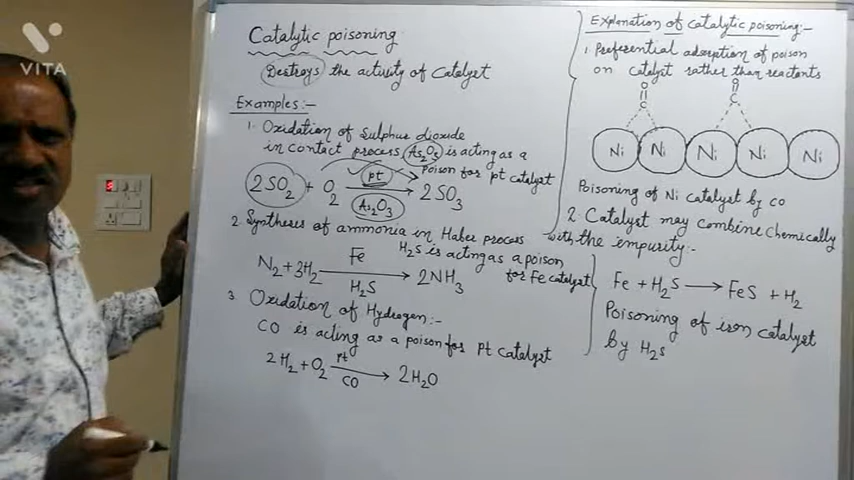 VITA
Catalytic poisoning
Destroys the activity of Catalyst
Examples:-
1. Oxidation of Sulphur dioxide
in contact process As2O3 is acting as a
Poison for pt catalyst
2SO2 + O2 → 2SO3
pt
As2O3
2. Syntheses of ammonia in Haber process
H2S is acting as a poison
for Fe catalyst
N2 + 3H2 → 2NH3
Fe
H2S
3. Oxidation of Hydrogen:-
CO is acting as a poison for Pt catalyst
2H2 + O2 → 2H2O
pt
CO
Explanation of catalytic poisoning:-
1. Preferential adsorption of poison
on catalyst rather than reactants
O O
C C
Ni Ni Ni Ni Ni
Poisoning of Ni catalyst by co
2. Catalyst may combine chemically
with the impurity:-
Fe + H2S → FeS + H2
Poisoning of iron catalyst
by H2S